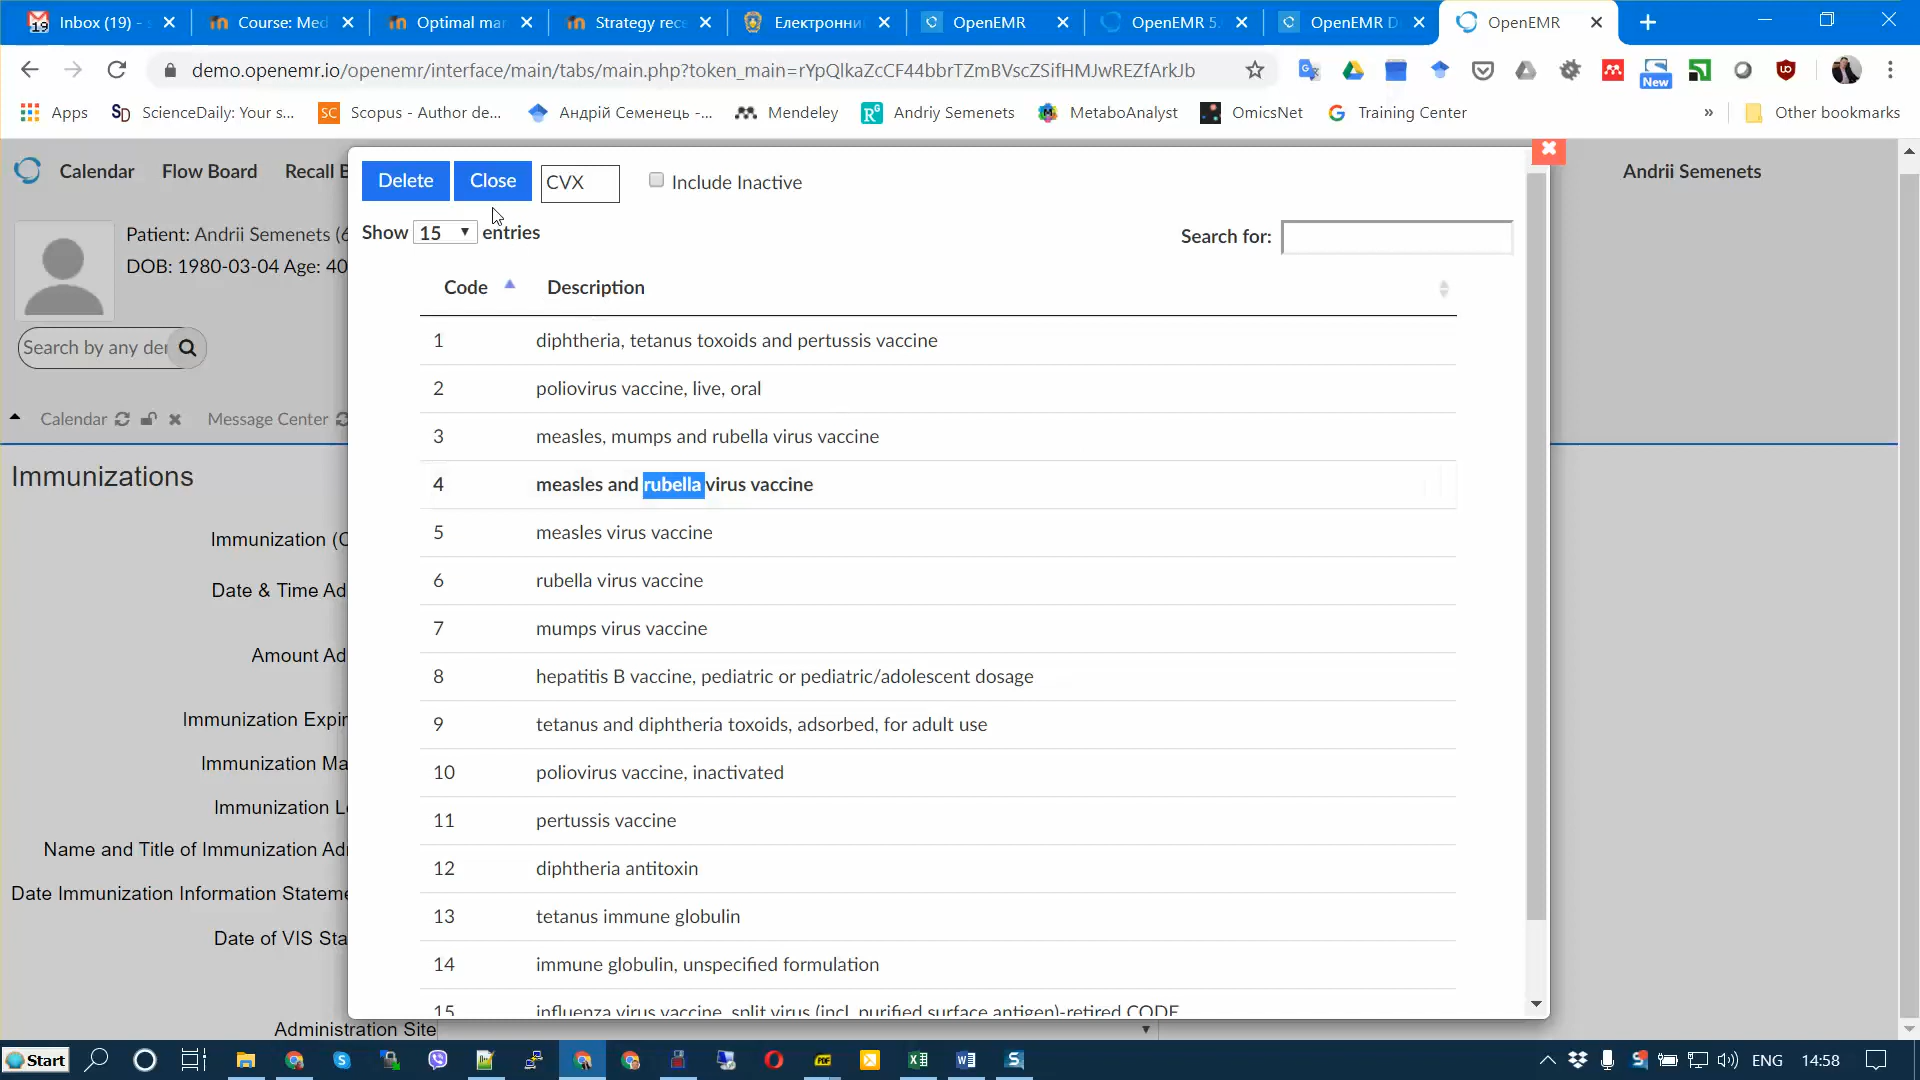 Inbox (19) -
Course: Med
Optimal mar
Strategy rec
Електронни
OpenEMR
OpenEMR 5.
OpenEMR D
OpenEMR
demo.openemr.io/openemr/interface/main/tabs/main.php?token_main=rYpQlkaZcCF44bbrTZmBVscZSifHMJwREZfArkJb
New
Apps
ScienceDaily: Your s...
Scopus - Author de...
Андрій Семенець -...
Mendeley
Andriy Semenets
MetaboAnalyst
OmicsNet
Training Center
»
Other bookmarks
Calendar
Flow Board
Recall B
Andrii Semenets
Patient: Andrii Semenets (6
DOB: 1980-03-04 Age: 40
Search by any der
Calendar
Message Center
Immunizations
Immunization (C
Date & Time Ad
Amount Ad
Immunization Expir
Immunization Ma
Immunization L
Name and Title of Immunization Ad
Date Immunization Information Stateme
Date of VIS Sta
Administration Site
Delete
Close
CVX
Include Inactive
Show 15 entries
Search for:
Code Description
1 diphtheria, tetanus toxoids and pertussis vaccine
2 poliovirus vaccine, live, oral
3 measles, mumps and rubella virus vaccine
4 measles and rubella virus vaccine
5 measles virus vaccine
6 rubella virus vaccine
7 mumps virus vaccine
8 hepatitis B vaccine, pediatric or pediatric/adolescent dosage
9 tetanus and diphtheria toxoids, adsorbed, for adult use
10 poliovirus vaccine, inactivated
11 pertussis vaccine
12 diphtheria antitoxin
13 tetanus immune globulin
14 immune globulin, unspecified formulation
15 influenza virus vaccine, split virus (incl. purified surface antigen)-retired CODE
Start
ENG
14:58